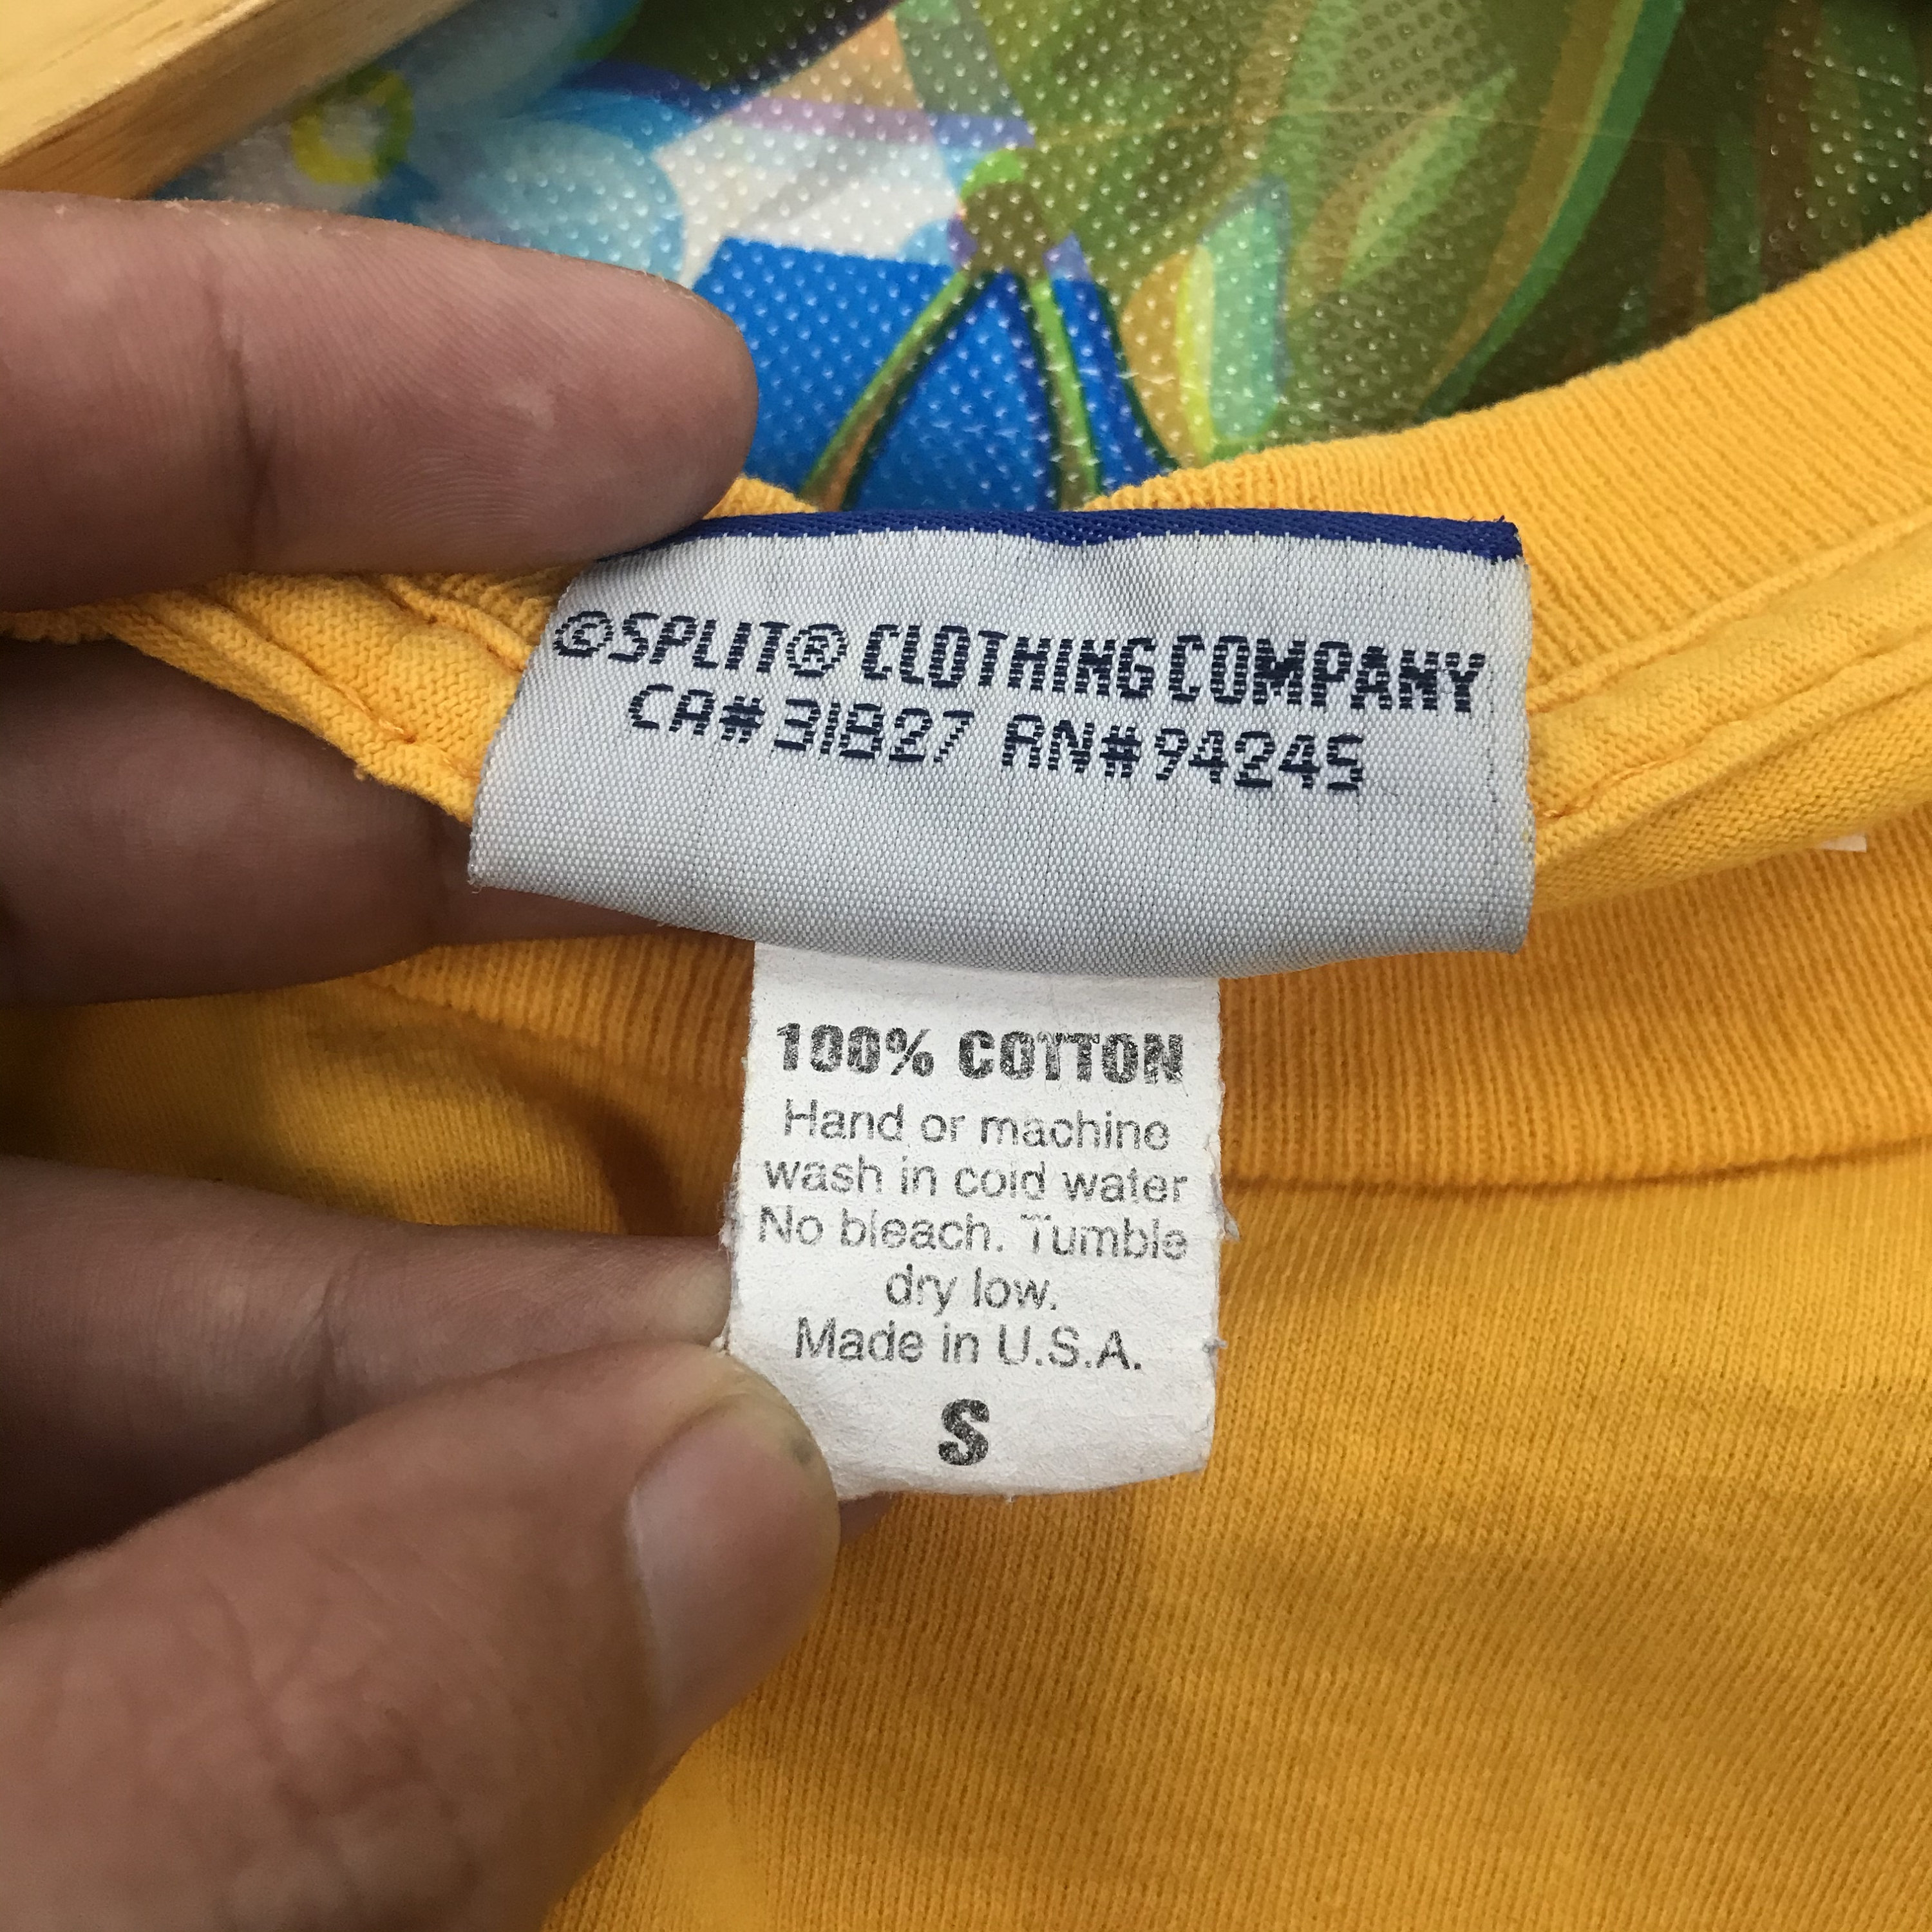 ©SPLIT® CLOTHING COMPANY
CA# 31827 RN# 94245
100% COTTON
Hand or machine
wash in cold water
No bleach. Tumble
dry low.
Made in U.S.A.
S